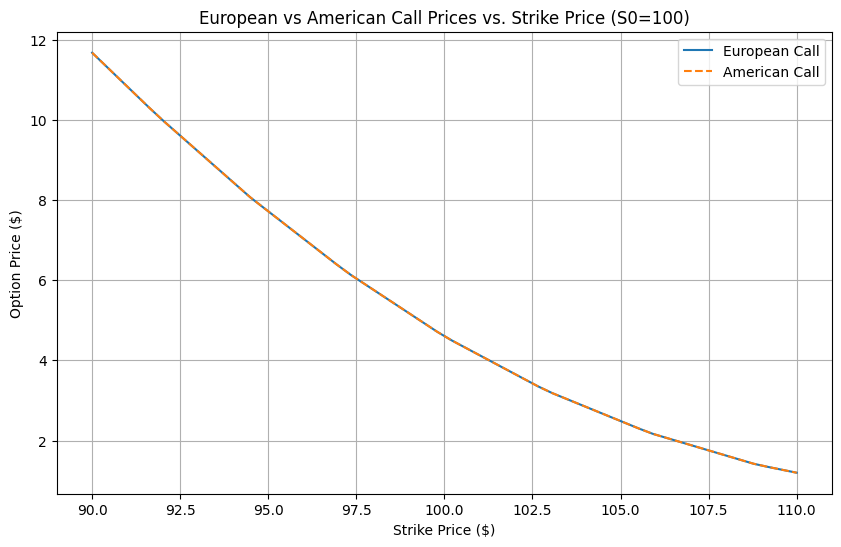 European vs American Call Prices vs. Strike Price (S0=100)
European Call
American Call
Option Price ($)
12
10
8
6
4
2
90.0 92.5 95.0 97.5 100.0 102.5 105.0 107.5 110.0
Strike Price ($)